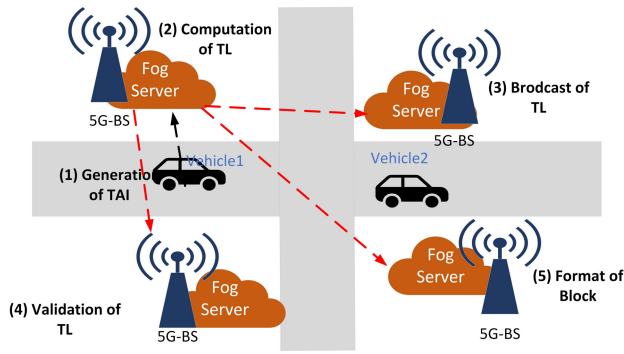 (2) Computation
of TL
Fog
Server
5G-BS
(3) Brodcast of
TL
Fog
Server
5G-BS
(1) Generatio
of TAI
Vehicle1
Vehicle2
(4) Validation of
TL
Fog
Server
5G-BS
Fog
Server
5G-BS
(5) Format of
Block